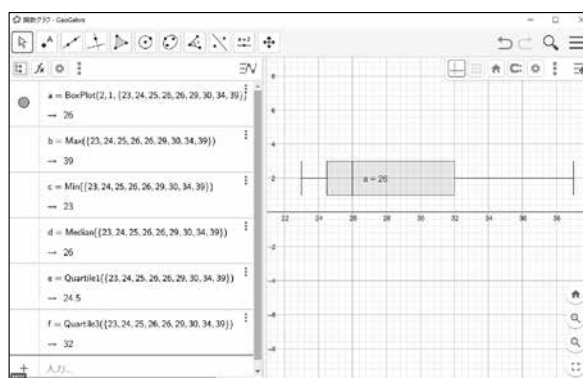 関数グラフ - GeoGebra
a = BoxPlot(2, 1, {23, 24, 25, 26, 26, 29, 30, 34, 39})
→ 26
b = Max({23, 24, 25, 26, 26, 29, 30, 34, 39})
→ 39
c = Min({23, 24, 25, 26, 26, 29, 30, 34, 39})
→ 23
d = Median({23, 24, 25, 26, 26, 29, 30, 34, 39})
→ 26
e = Quartile1({23, 24, 25, 26, 26, 29, 30, 34, 39})
→ 24.5
f = Quartile3({23, 24, 25, 26, 26, 29, 30, 34, 39})
→ 32
入力...
8
6
4
a = 26
2
22 24 26 28 30 32 34 36 38
-2
-4
-6
-8